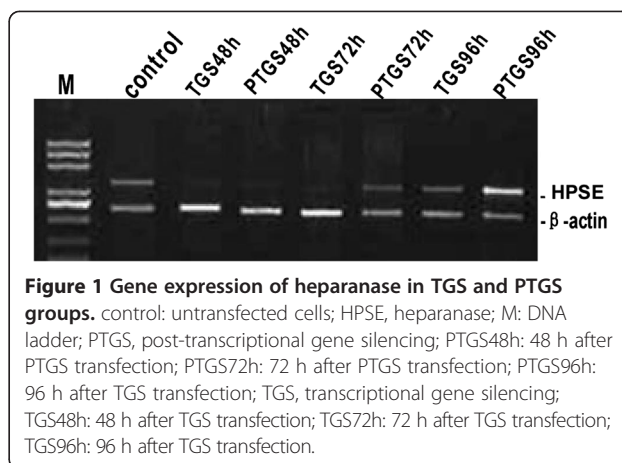 M control TGS48h PTGS48h TGS72h PTGS72h TGS96h PTGS96h
- HPSE
- β-actin
Figure 1 Gene expression of heparanase in TGS and PTGS
groups. control: untransfected cells; HPSE, heparanase; M: DNA
ladder; PTGS, post-transcriptional gene silencing; PTGS48h: 48 h after
PTGS transfection; PTGS72h: 72 h after PTGS transfection; PTGS96h:
96 h after TGS transfection; TGS, transcriptional gene silencing;
TGS48h: 48 h after TGS transfection; TGS72h: 72 h after TGS transfection;
TGS96h: 96 h after TGS transfection.